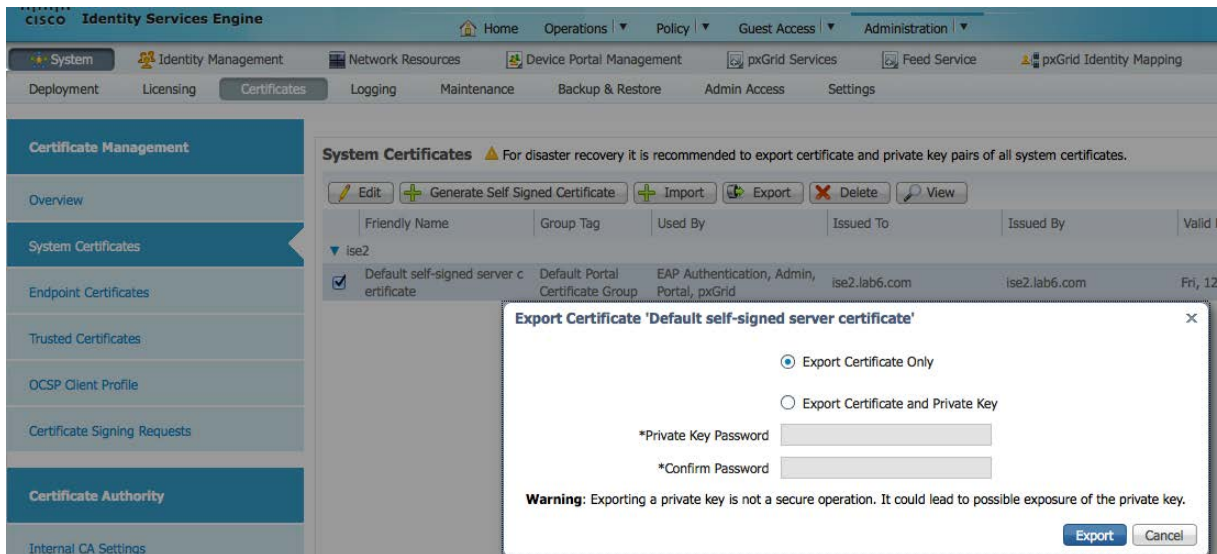 CISCO Identity Services Engine
Home Operations Policy Guest Access Administration
System Identity Management Network Resources Device Portal Management pxGrid Services Feed Service pxGrid Identity Mapping
Deployment Licensing Certificates Logging Maintenance Backup & Restore Admin Access Settings
Certificate Management
Overview
System Certificates
Endpoint Certificates
Trusted Certificates
OCSP Client Profile
Certificate Signing Requests
Certificate Authority
Internal CA Settings
System Certificates For disaster recovery it is recommended to export certificate and private key pairs of all system certificates.
Edit Generate Self Signed Certificate Import Export Delete View
Friendly Name Group Tag Used By Issued To Issued By Valid
ise2
Default self-signed server c Default Portal EAP Authentication, Admin, ise2.lab6.com ise2.lab6.com Fri, 12
ertificate Certificate Group Portal, pxGrid
Export Certificate 'Default self-signed server certificate'
Export Certificate Only
Export Certificate and Private Key
*Private Key Password
*Confirm Password
Warning: Exporting a private key is not a secure operation. It could lead to possible exposure of the private key.
Export Cancel